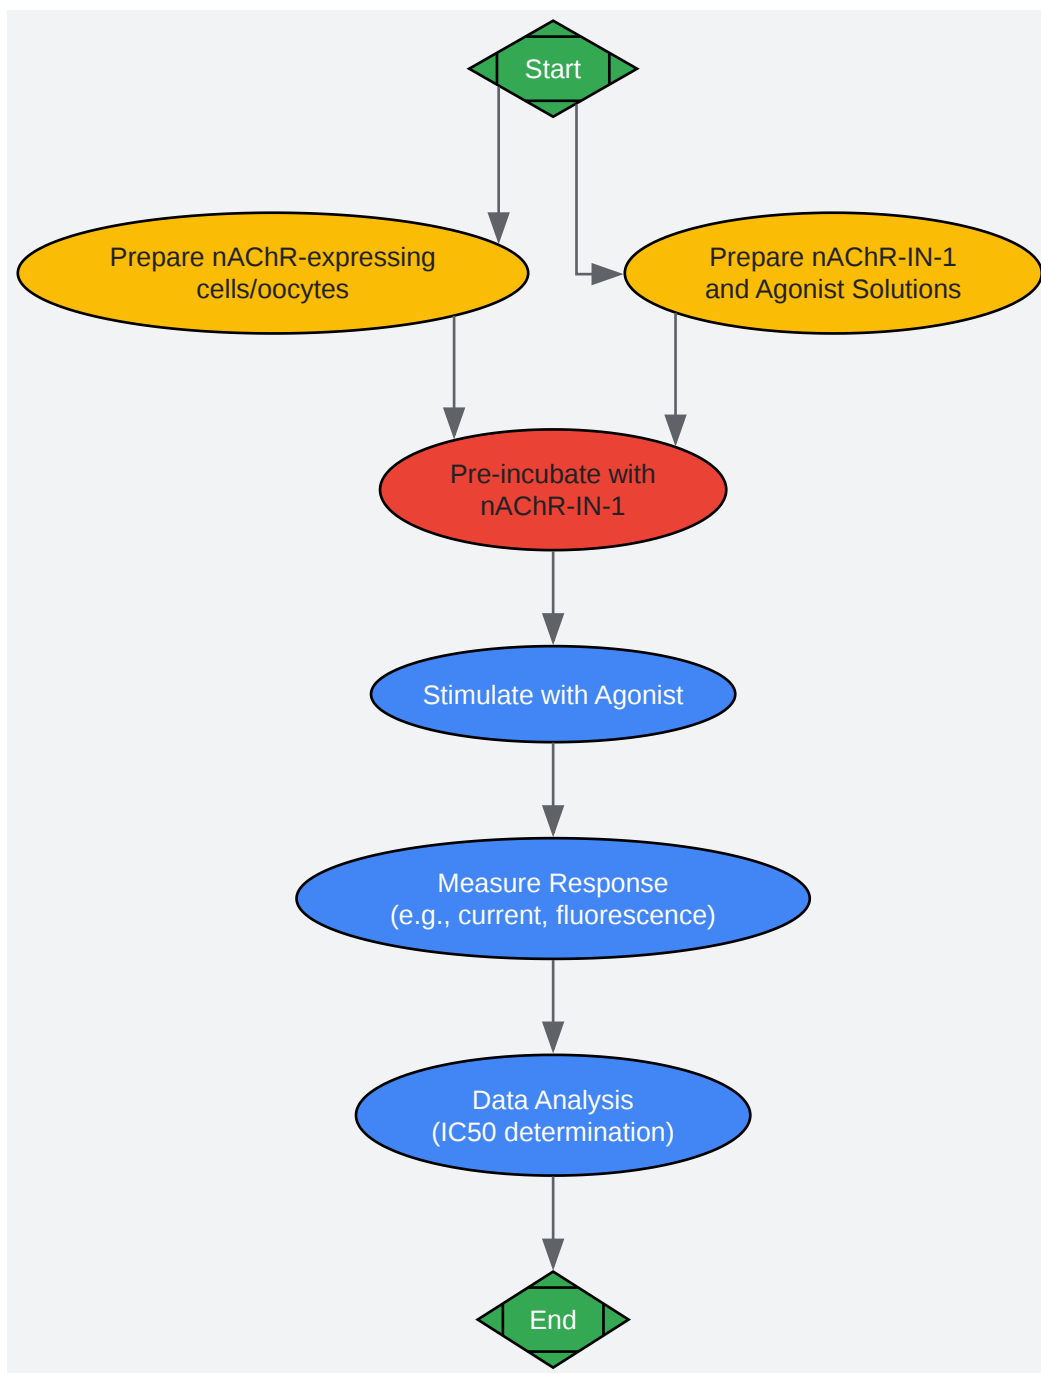 Start
Prepare nAChR-expressing
cells/oocytes
Prepare nAChR-IN-1
and Agonist Solutions
Pre-incubate with
nAChR-IN-1
Stimulate with Agonist
Measure Response
(e.g., current, fluorescence)
Data Analysis
(IC50 determination)
End